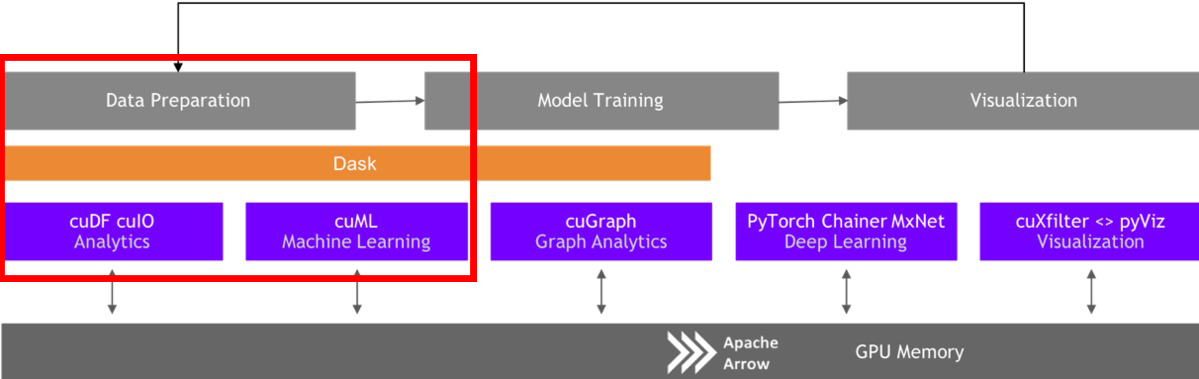 Data Preparation
Model Training
Visualization
Dask
cuDF cuIO
Analytics
cuML
Machine Learning
cuGraph
Graph Analytics
PyTorch Chainer MxNet
Deep Learning
cuXfilter <> pyViz
Visualization
Apache
Arrow
GPU Memory